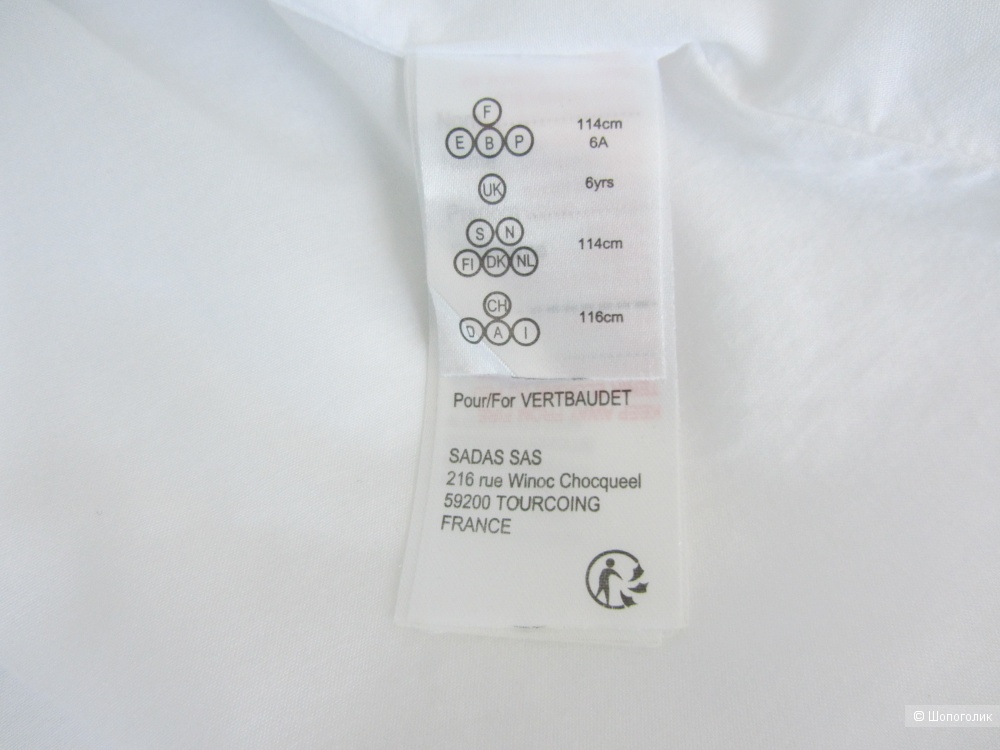 F
E B P
114cm
6A
UK
6yrs
S N
FI DK NL
114cm
CH
D A I
116cm
Pour/For VERTBAUDET
SADAS SAS
216 rue Winoc Chocqueel
59200 TOURCOING
FRANCE
© Шопоголик